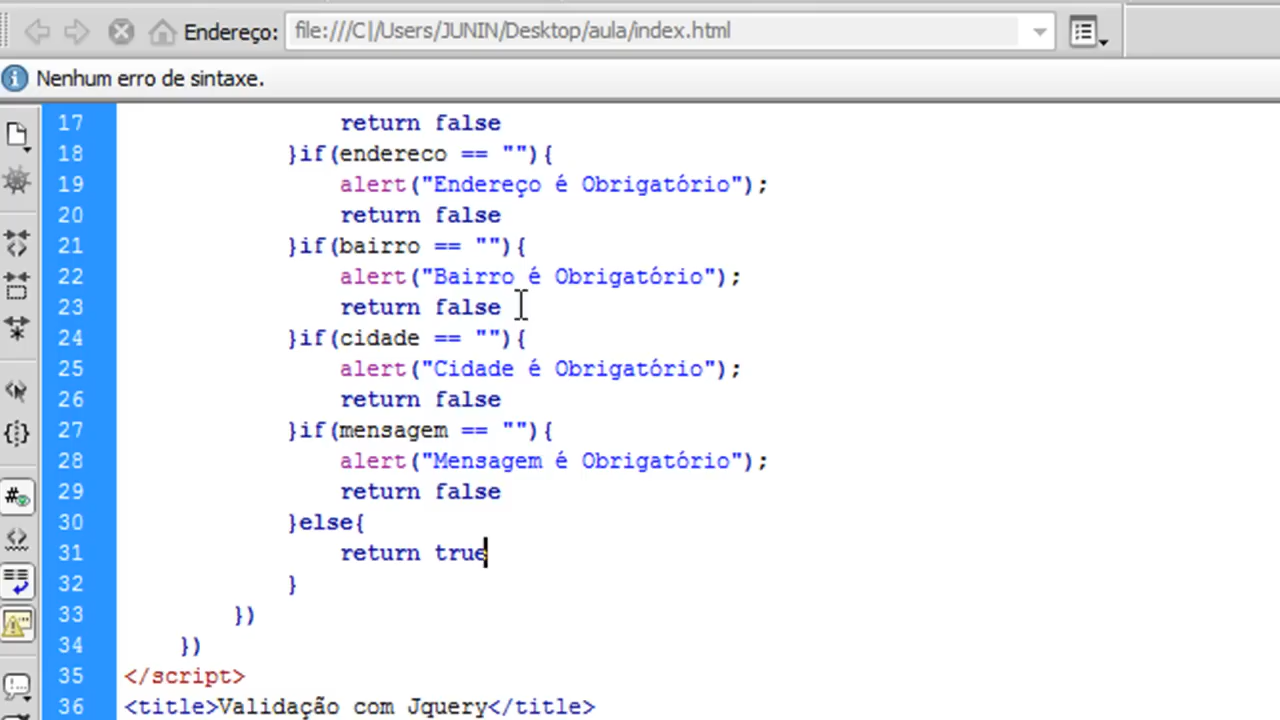 Endereço: file:///C|/Users/JUNIN/Desktop/aula/index.html
Nenhum erro de sintaxe.
17 return false
18 }if(endereco == ""){
19 alert("Endereço é Obrigatório");
20 return false
21 }if(bairro == ""){
22 alert("Bairro é Obrigatório");
23 return false
24 }if(cidade == ""){
25 alert("Cidade é Obrigatório");
26 return false
27 }if(mensagem == ""){
28 alert("Mensagem é Obrigatório");
29 return false
30 }else{
31 return true
32 }
33 })
34 })
35 </script>
36 <title>Validação com Jquery</title>